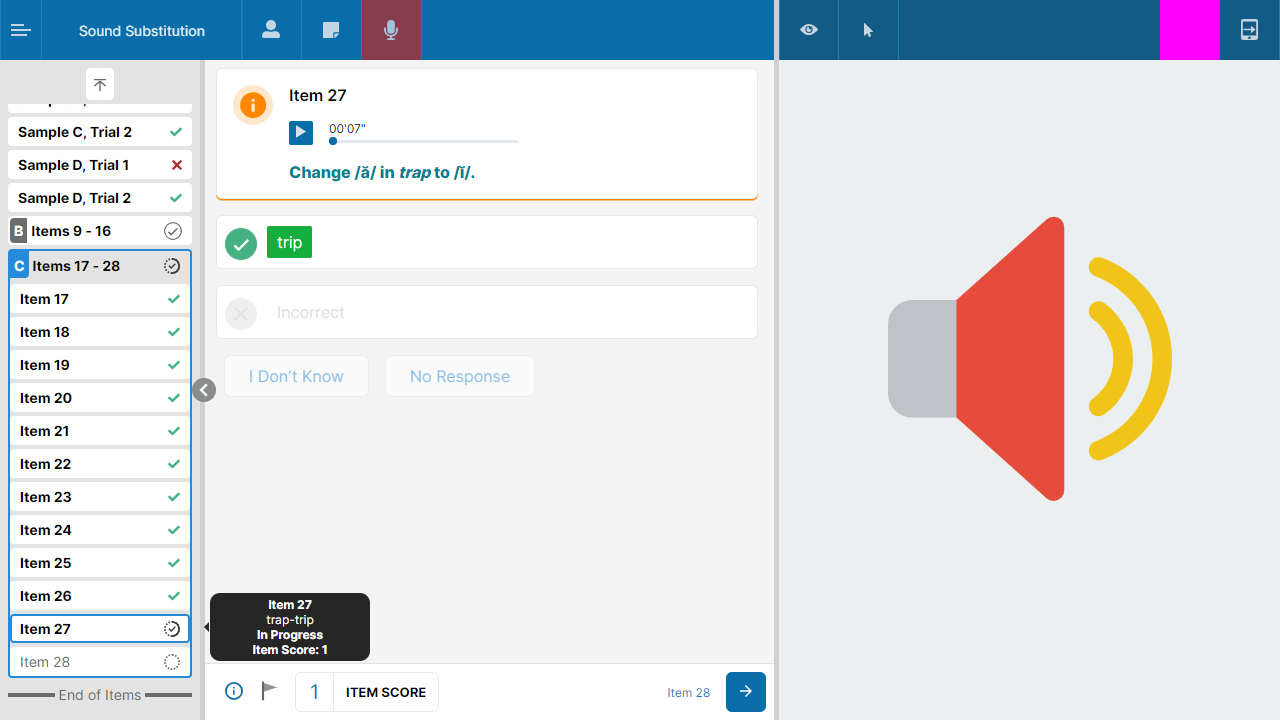 Sound Substitution
Sample C, Trial 2
Sample D, Trial 1
Sample D, Trial 2
B Items 9 - 16
C Items 17 - 28
Item 17
Item 18
Item 19
Item 20
Item 21
Item 22
Item 23
Item 24
Item 25
Item 26
Item 27
Item 28
End of Items
Item 27
00'07"
Change /ă/ in trap to /ĭ/.
trip
Incorrect
I Don’t Know
No Response
Item 27
trap-trip
In Progress
Item Score: 1
1 ITEM SCORE
Item 28